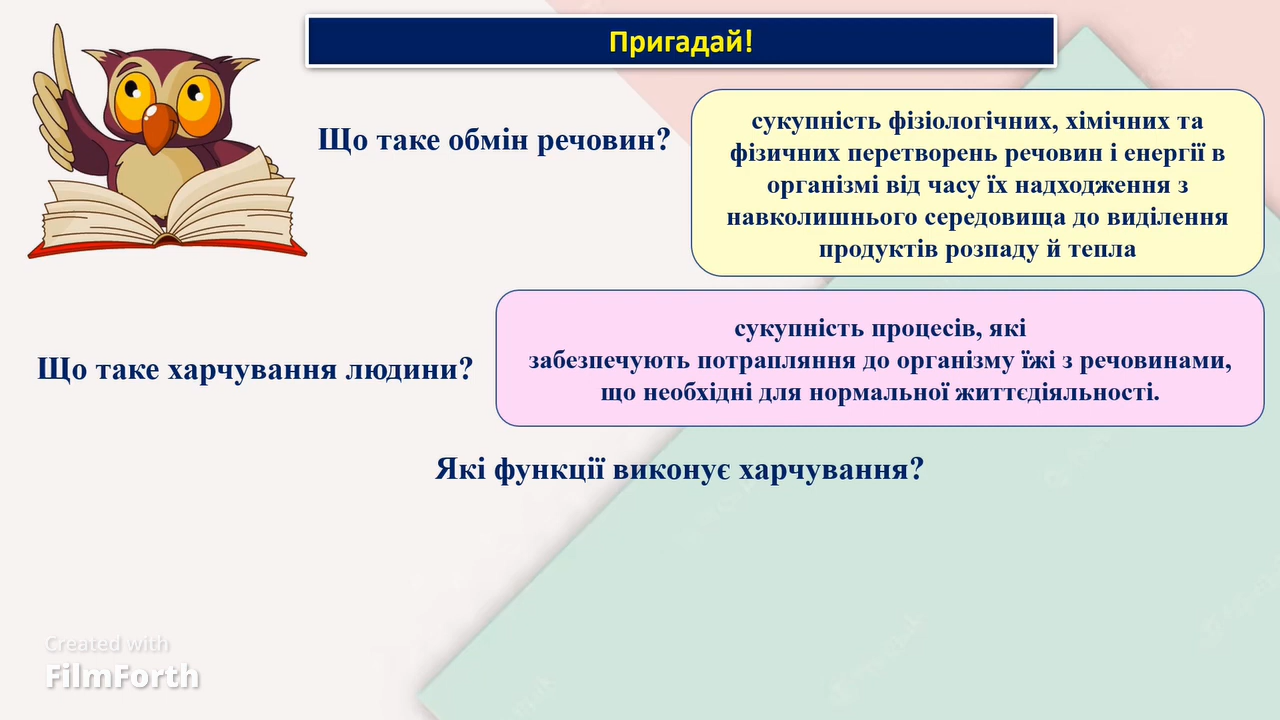 Пригадай!
Що таке обмін речовин?
сукупність фізіологічних, хімічних та
фізичних перетворень речовин і енергії в
організмі від часу їх надходження з
навколишнього середовища до виділення
продуктів розпаду й тепла
Що таке харчування людини?
сукупність процесів, які
забезпечують потрапляння до організму їжі з речовинами,
що необхідні для нормальної життєдіяльності.
Які функції виконує харчування?
Created with
FilmForth